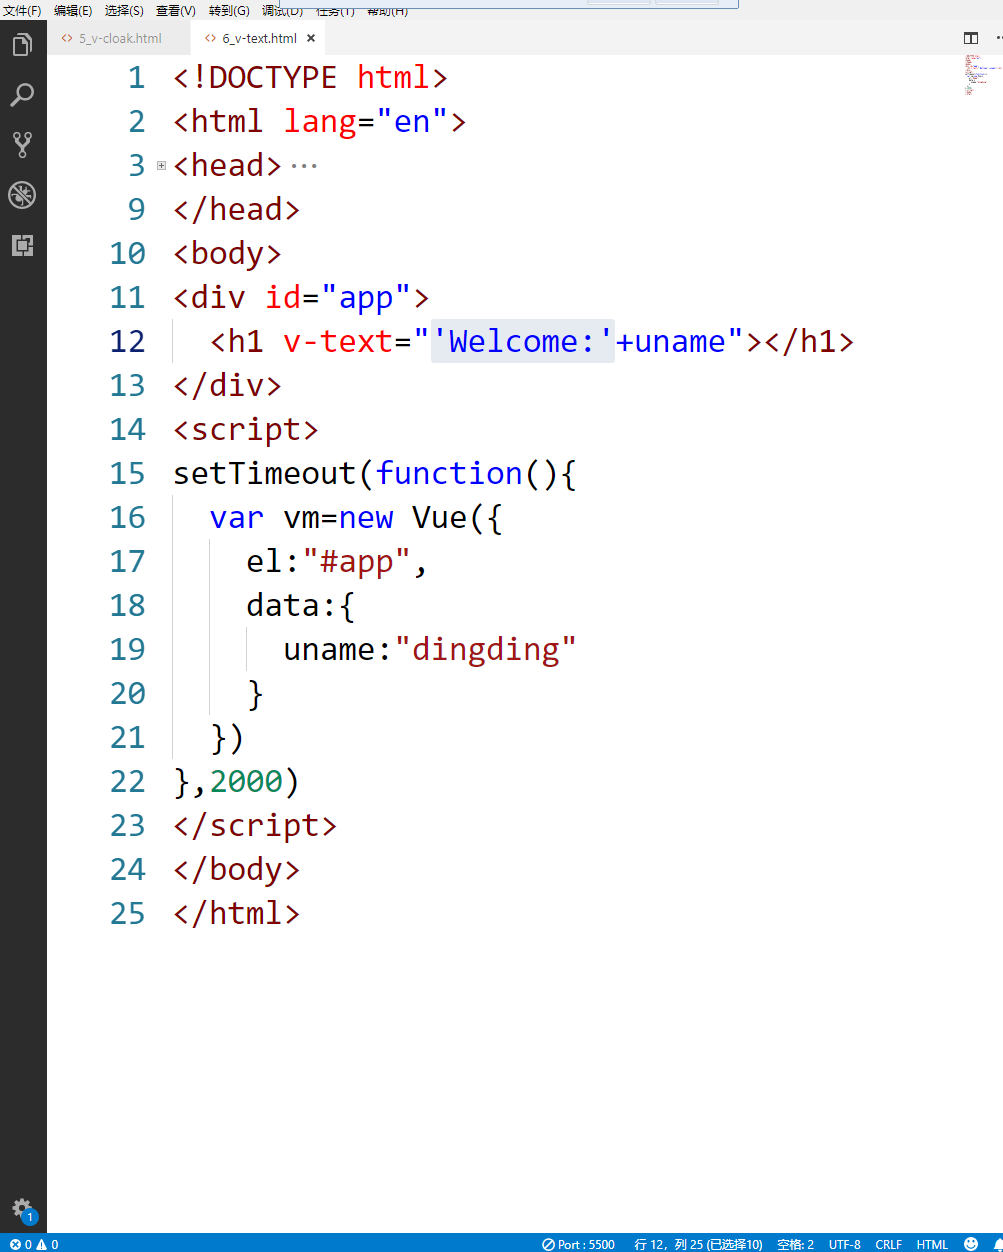 文件(F) 编辑(E) 选择(S) 查看(V) 转到(G) 调试(D) 任务(T) 帮助(H)
5_v-cloak.html 6_v-text.html
1 <!DOCTYPE html>
2 <html lang="en">
3 <head>···
9 </head>
10 <body>
11 <div id="app">
12 <h1 v-text="'Welcome:'+uname"></h1>
13 </div>
14 <script>
15 setTimeout(function(){
16 var vm=new Vue({
17 el:"#app",
18 data:{
19 uname:"dingding"
20 }
21 })
22 },2000)
23 </script>
24 </body>
25 </html>
1
0 0 Port : 5500 行 12，列 25 (已选择10) 空格: 2 UTF-8 CRLF HTML